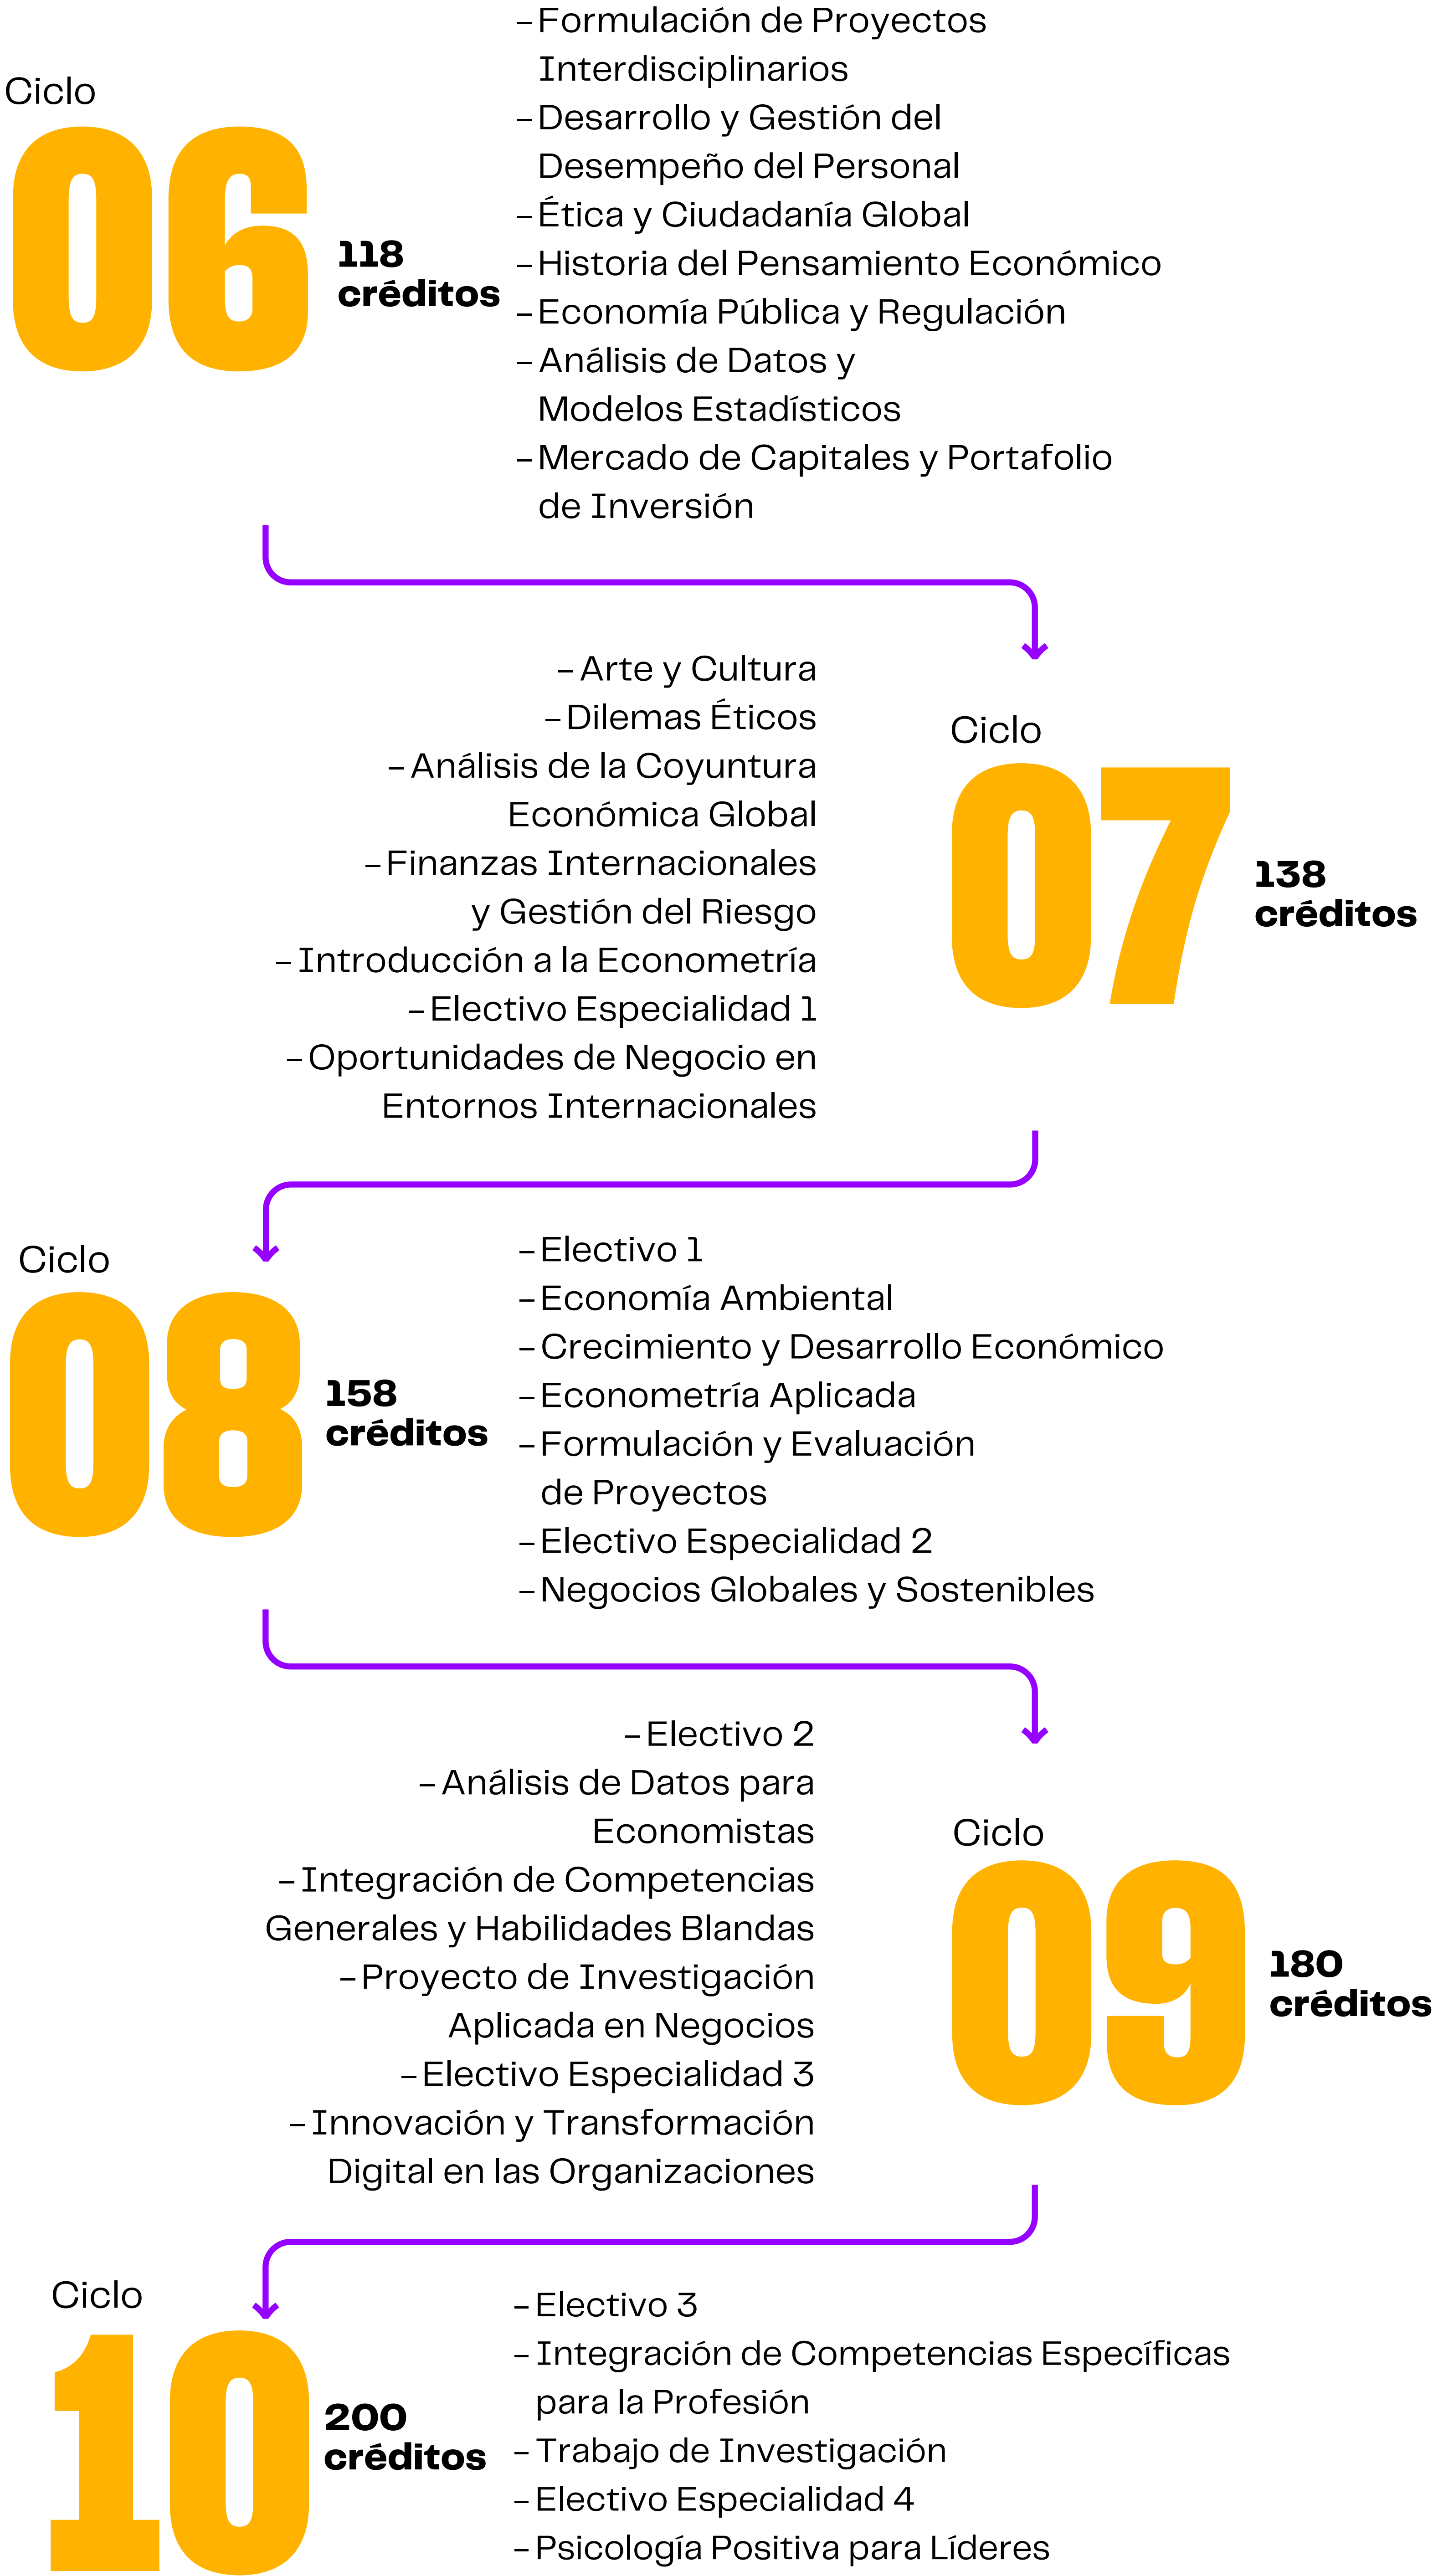 Ciclo
06
118
créditos
–Formulación de Proyectos
Interdisciplinarios
–Desarrollo y Gestión del
Desempeño del Personal
–Ética y Ciudadanía Global
–Historia del Pensamiento Económico
–Economía Pública y Regulación
–Análisis de Datos y
Modelos Estadísticos
–Mercado de Capitales y Portafolio
de Inversión
–Arte y Cultura
–Dilemas Éticos
–Análisis de la Coyuntura
Económica Global
–Finanzas Internacionales
y Gestión del Riesgo
–Introducción a la Econometría
–Electivo Especialidad 1
–Oportunidades de Negocio en
Entornos Internacionales
Ciclo
07
138
créditos
Ciclo
08
158
créditos
–Electivo 1
–Economía Ambiental
–Crecimiento y Desarrollo Económico
–Econometría Aplicada
–Formulación y Evaluación
de Proyectos
–Electivo Especialidad 2
–Negocios Globales y Sostenibles
–Electivo 2
–Análisis de Datos para
Economistas
–Integración de Competencias
Generales y Habilidades Blandas
–Proyecto de Investigación
Aplicada en Negocios
–Electivo Especialidad 3
–Innovación y Transformación
Digital en las Organizaciones
Ciclo
09
180
créditos
Ciclo
10
200
créditos
–Electivo 3
–Integración de Competencias Específicas
para la Profesión
–Trabajo de Investigación
–Electivo Especialidad 4
–Psicología Positiva para Líderes